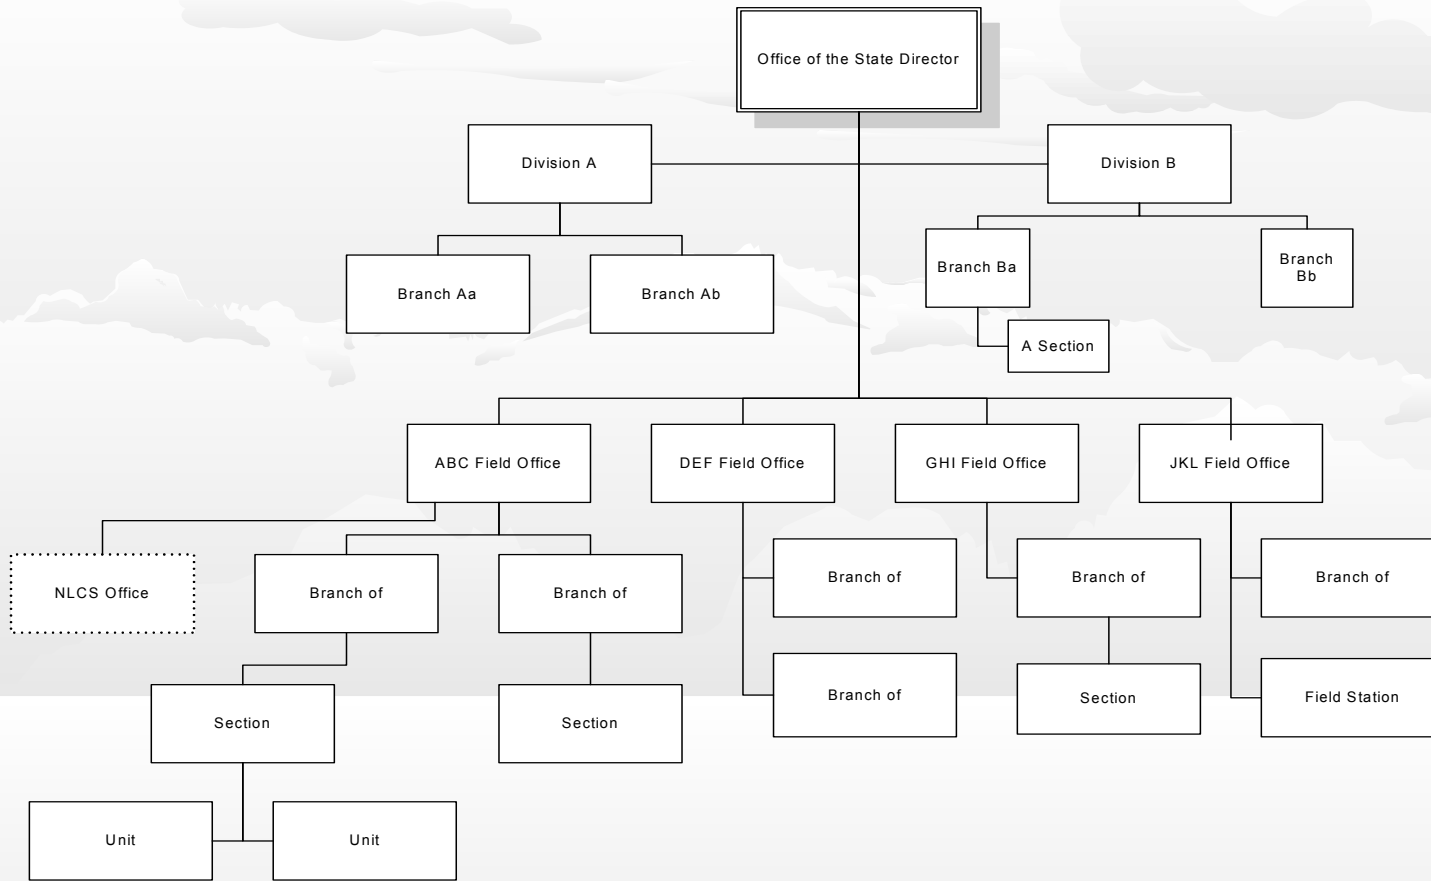 Office of the State Director
Division A
Division B
Branch Aa
Branch Ab
Branch Ba
Branch
Bb
A Section
ABC Field Office
DEF Field Office
GHI Field Office
JKL Field Office
NLCS Office
Branch of
Branch of
Branch of
Branch of
Branch of
Section
Section
Branch of
Section
Field Station
Unit
Unit